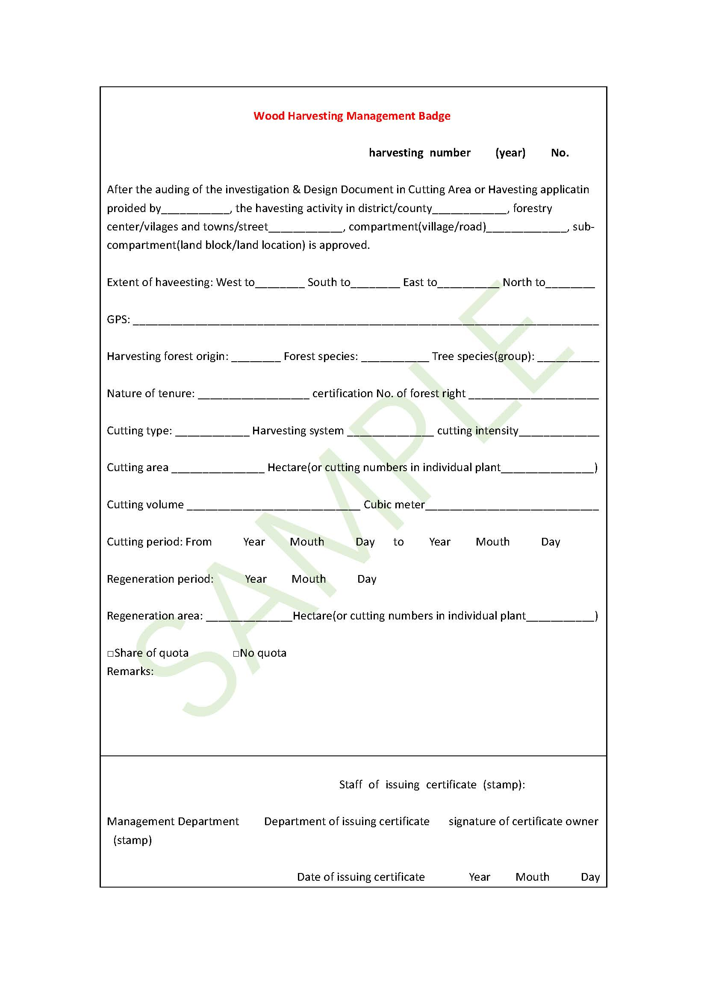 Wood Harvesting Management Badge
harvesting number (year) No.
After the auding of the investigation & Design Document in Cutting Area or Havesting applicatin
proided by___________, the havesting activity in district/county____________, forestry
center/vilages and towns/street____________, compartment(village/road)_____________, sub-
compartment(land block/land location) is approved.
Extent of haveesting: West to________ South to________ East to__________ North to________
GPS: ___________________________________________________________________________
Harvesting forest origin: ________ Forest species: ___________ Tree species(group): __________
Nature of tenure: __________________ certification No. of forest right _____________________
Cutting type: ____________ Harvesting system ______________ cutting intensity_____________
Cutting area _______________ Hectare(or cutting numbers in individual plant_______________)
Cutting volume ____________________________ Cubic meter____________________________
Cutting period: From Year Mouth Day to Year Mouth Day
Regeneration period: Year Mouth Day
Regeneration area: ______________Hectare(or cutting numbers in individual plant___________)
□Share of quota □No quota
Remarks:
SAMPLE
Staff of issuing certificate (stamp):
Management Department Department of issuing certificate signature of certificate owner
(stamp)
Date of issuing certificate Year Mouth Day